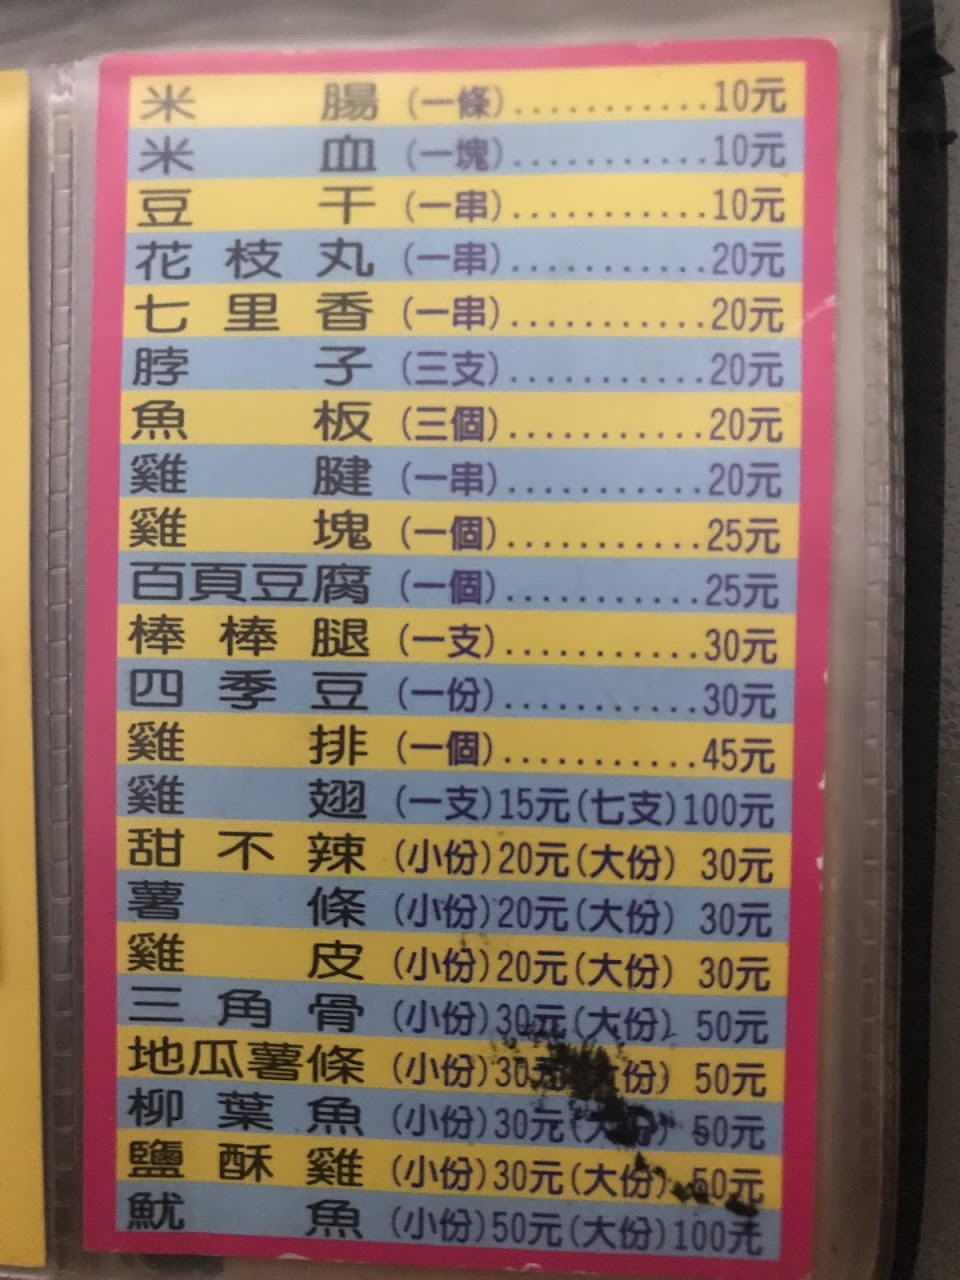 米腸(一條)...........10元
米血(一塊)...........10元
豆干(一串)...........10元
花枝丸(一串)...........20元
七里香(一串)...........20元
脖子(三支)...........20元
魚板(三個)...........20元
雞腱(一串)...........20元
雞塊(一個)...........25元
百頁豆腐(一個)...........25元
棒棒腿(一支)...........30元
四季豆(一份)...........30元
雞排(一個)...........45元
雞翅(一支)15元(七支)100元
甜不辣(小份)20元(大份)30元
薯條(小份)20元(大份)30元
雞皮(小份)20元(大份)30元
三角骨(小份)30元(大份)50元
地瓜薯條(小份)30元(大份)50元
柳葉魚(小份)30元(大份)50元
鹽酥雞(小份)30元(大份)50元
魷魚(小份)50元(大份)100元